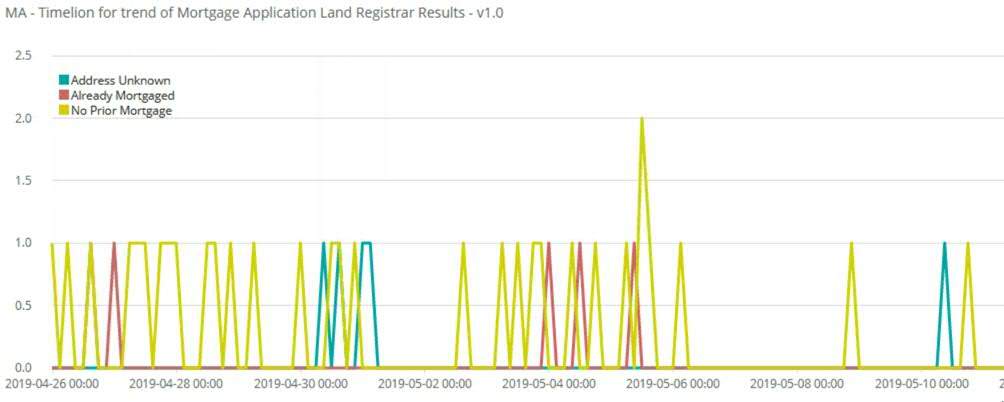 MA - Timelion for trend of Mortgage Application Land Registrar Results - v1.0
2.5
Address Unknown
Already Mortgaged
No Prior Mortgage
2.0
1.5
1.0
0.5
0.0
2019-04-26 00:00 2019-04-28 00:00 2019-04-30 00:00 2019-05-02 00:00 2019-05-04 00:00 2019-05-06 00:00 2019-05-08 00:00 2019-05-10 00:00